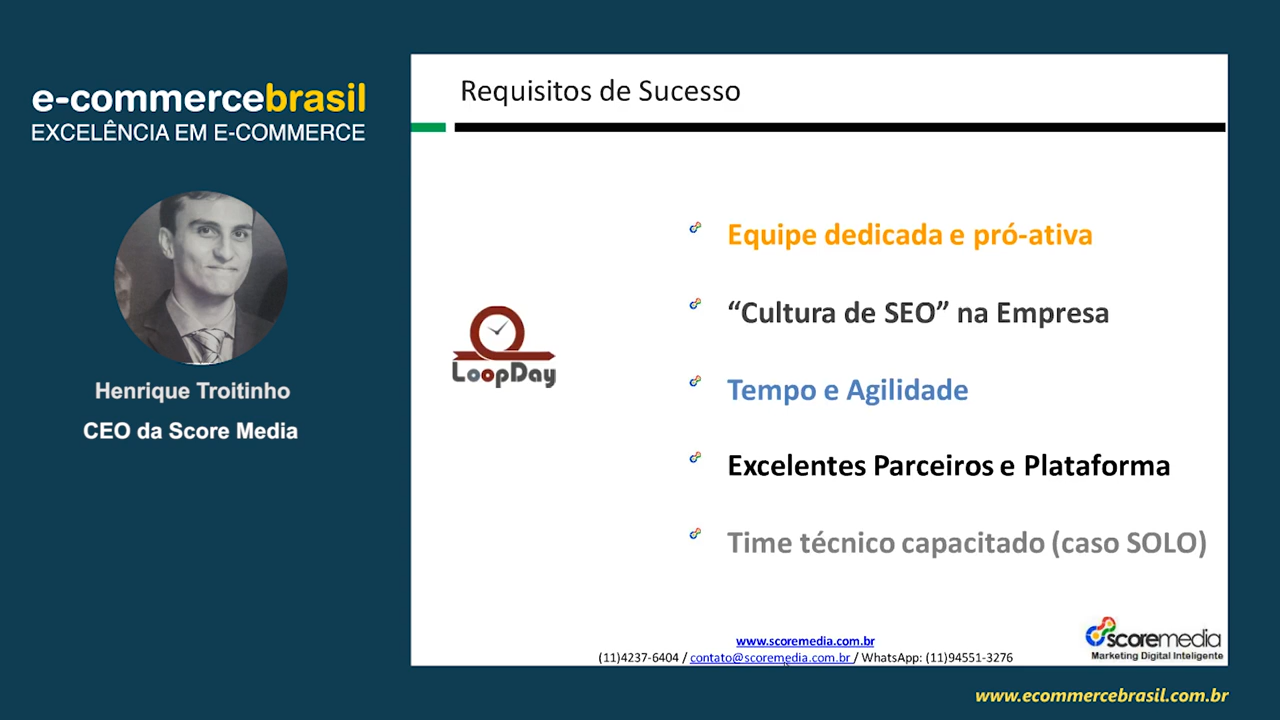 e-commercebrasil
EXCELÊNCIA EM E-COMMERCE
Henrique Troitinho
CEO da Score Media
Requisitos de Sucesso
Equipe dedicada e pró-ativa
“Cultura de SEO” na Empresa
Tempo e Agilidade
Excelentes Parceiros e Plataforma
Time técnico capacitado (caso SOLO)
LoopDay
www.scoremedia.com.br
(11)4237-6404 / contato@scoremedia.com.br / WhatsApp: (11)94551-3276
scoremedia
Marketing Digital Inteligente
www.ecommercebrasil.com.br